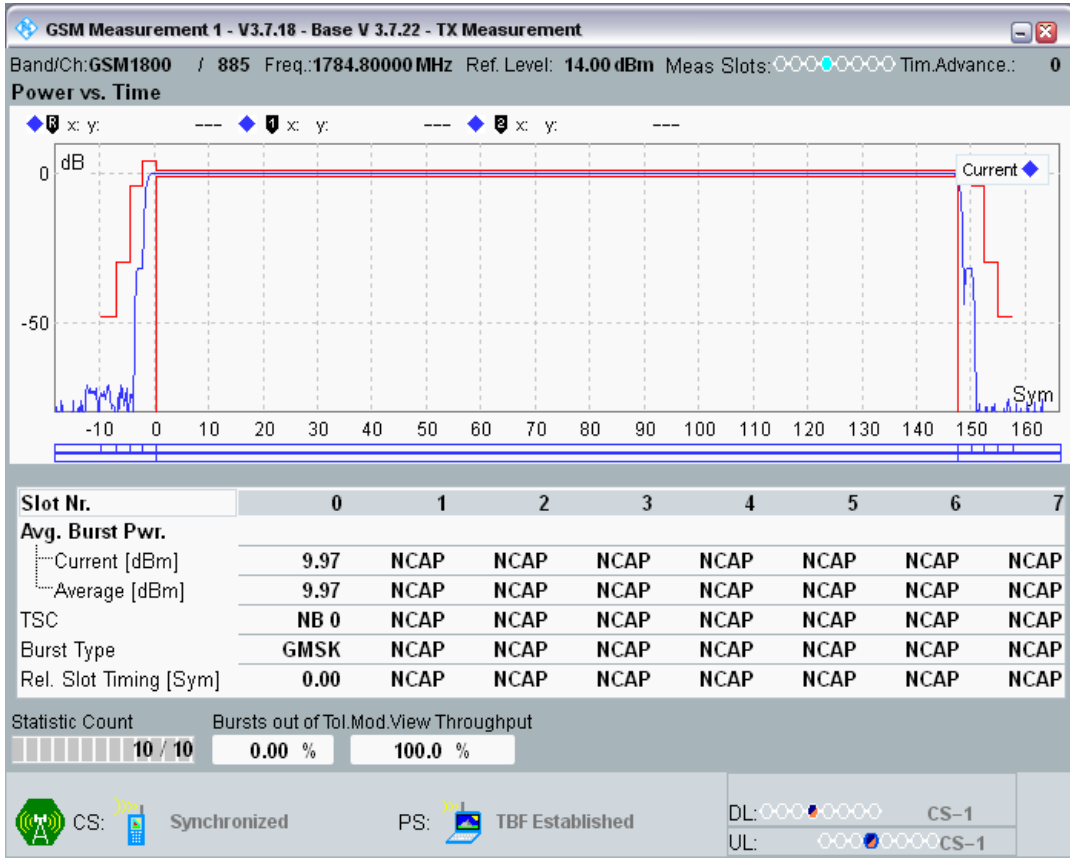 GSM Measurement 1 - V3.7.18 - Base V 3.7.22 - TX Measurement
Band/Ch:GSM1800 / 885 Freq.:1784.80000 MHz Ref. Level: 14.00 dBm Meas Slots: Tim.Advance.: 0
Power vs. Time
R x: y: --- 1 x: y: --- 2 x: y: ---
dB
Current
0
-50
Sym
-10 0 10 20 30 40 50 60 70 80 90 100 110 120 130 140 150 160
Slot Nr. 0 1 2 3 4 5 6 7
Avg. Burst Pwr.
Current [dBm] 9.97 NCAP NCAP NCAP NCAP NCAP NCAP NCAP
Average [dBm] 9.97 NCAP NCAP NCAP NCAP NCAP NCAP NCAP
TSC NB 0 NCAP NCAP NCAP NCAP NCAP NCAP NCAP
Burst Type GMSK NCAP NCAP NCAP NCAP NCAP NCAP NCAP
Rel. Slot Timing [Sym] 0.00 NCAP NCAP NCAP NCAP NCAP NCAP NCAP
Statistic Count Bursts out of Tol.Mod.View Throughput
10 / 10 0.00 % 100.0 %
CS: Synchronized PS: TBF Established DL: CS-1
UL: CS-1